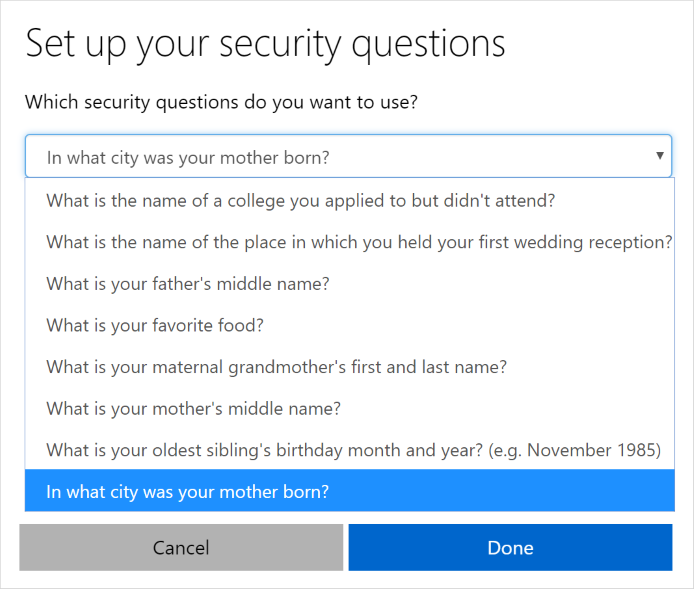 Set up your security questions
Which security questions do you want to use?
In what city was your mother born?
What is the name of a college you applied to but didn't attend?
What is the name of the place in which you held your first wedding reception?
What is your father's middle name?
What is your favorite food?
What is your maternal grandmother's first and last name?
What is your mother's middle name?
What is your oldest sibling's birthday month and year? (e.g. November 1985)
In what city was your mother born?
Cancel
Done